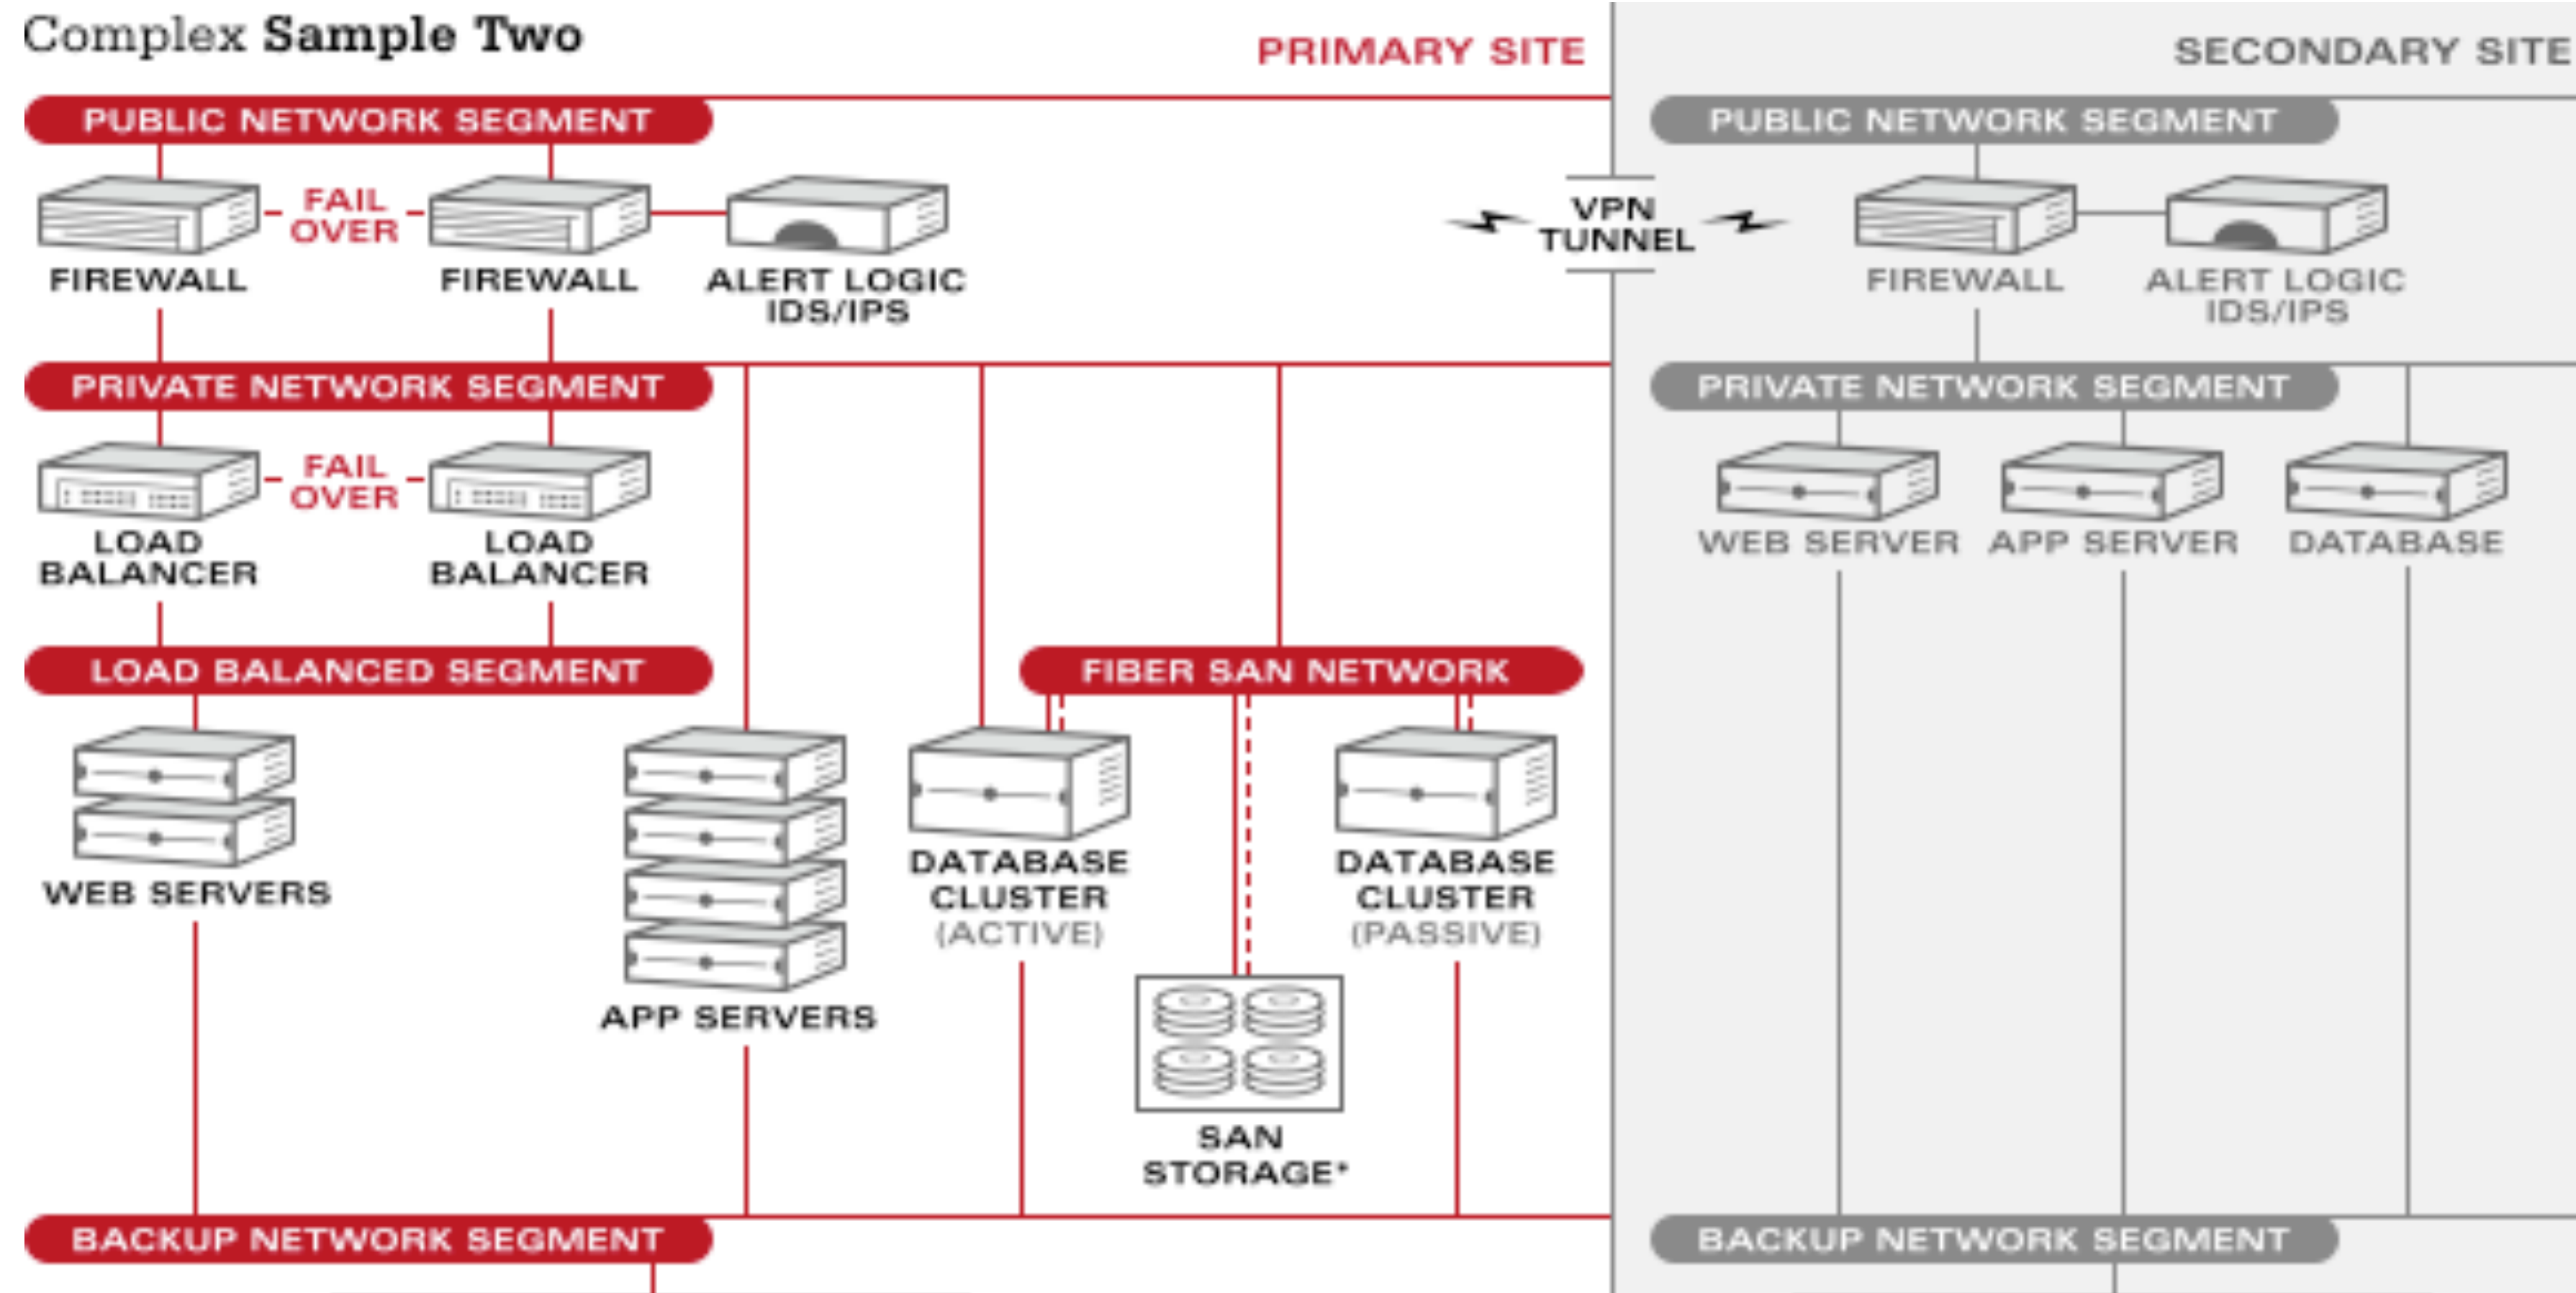 Complex Sample Two
PRIMARY SITE
SECONDARY SITE
PUBLIC NETWORK SEGMENT
PUBLIC NETWORK SEGMENT
FAIL
OVER
VPN
TUNNEL
FIREWALL
FIREWALL
ALERT LOGIC
IDS/IPS
FIREWALL
ALERT LOGIC
IDS/IPS
PRIVATE NETWORK SEGMENT
PRIVATE NETWORK SEGMENT
FAIL
OVER
LOAD
BALANCER
LOAD
BALANCER
WEB SERVER
APP SERVER
DATABASE
LOAD BALANCED SEGMENT
FIBER SAN NETWORK
WEB SERVERS
APP SERVERS
DATABASE
CLUSTER
(ACTIVE)
DATABASE
CLUSTER
(PASSIVE)
SAN
STORAGE*
BACKUP NETWORK SEGMENT
BACKUP NETWORK SEGMENT